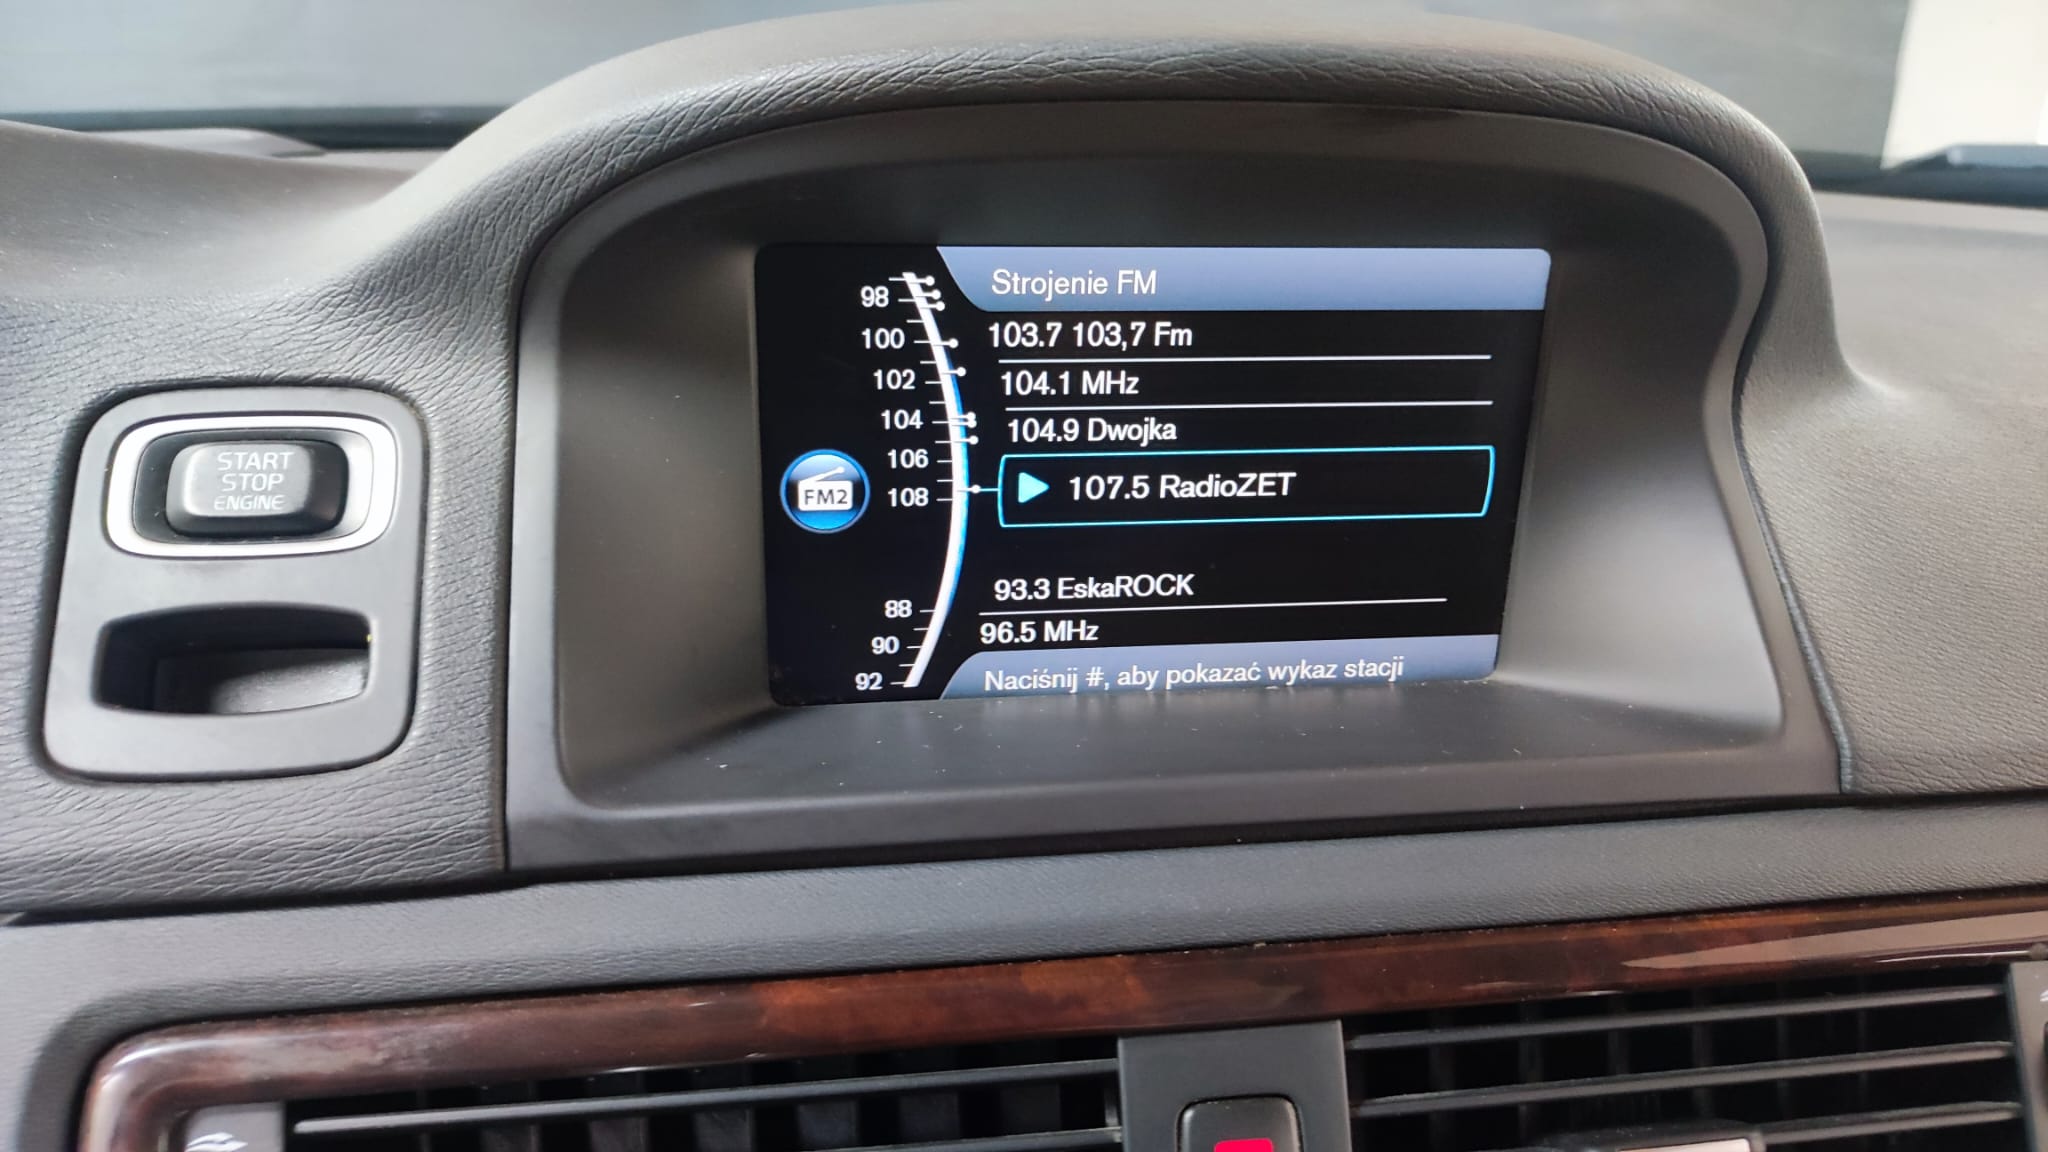 START
STOP
ENGINE
Strojenie FM
98
100
102
104
106
108
88
90
92
FM2
103.7 103,7 Fm
104.1 MHz
104.9 Dwojka
107.5 RadioZET
93.3 EskaROCK
96.5 MHz
Naciśnij #, aby pokazać wykaz stacji